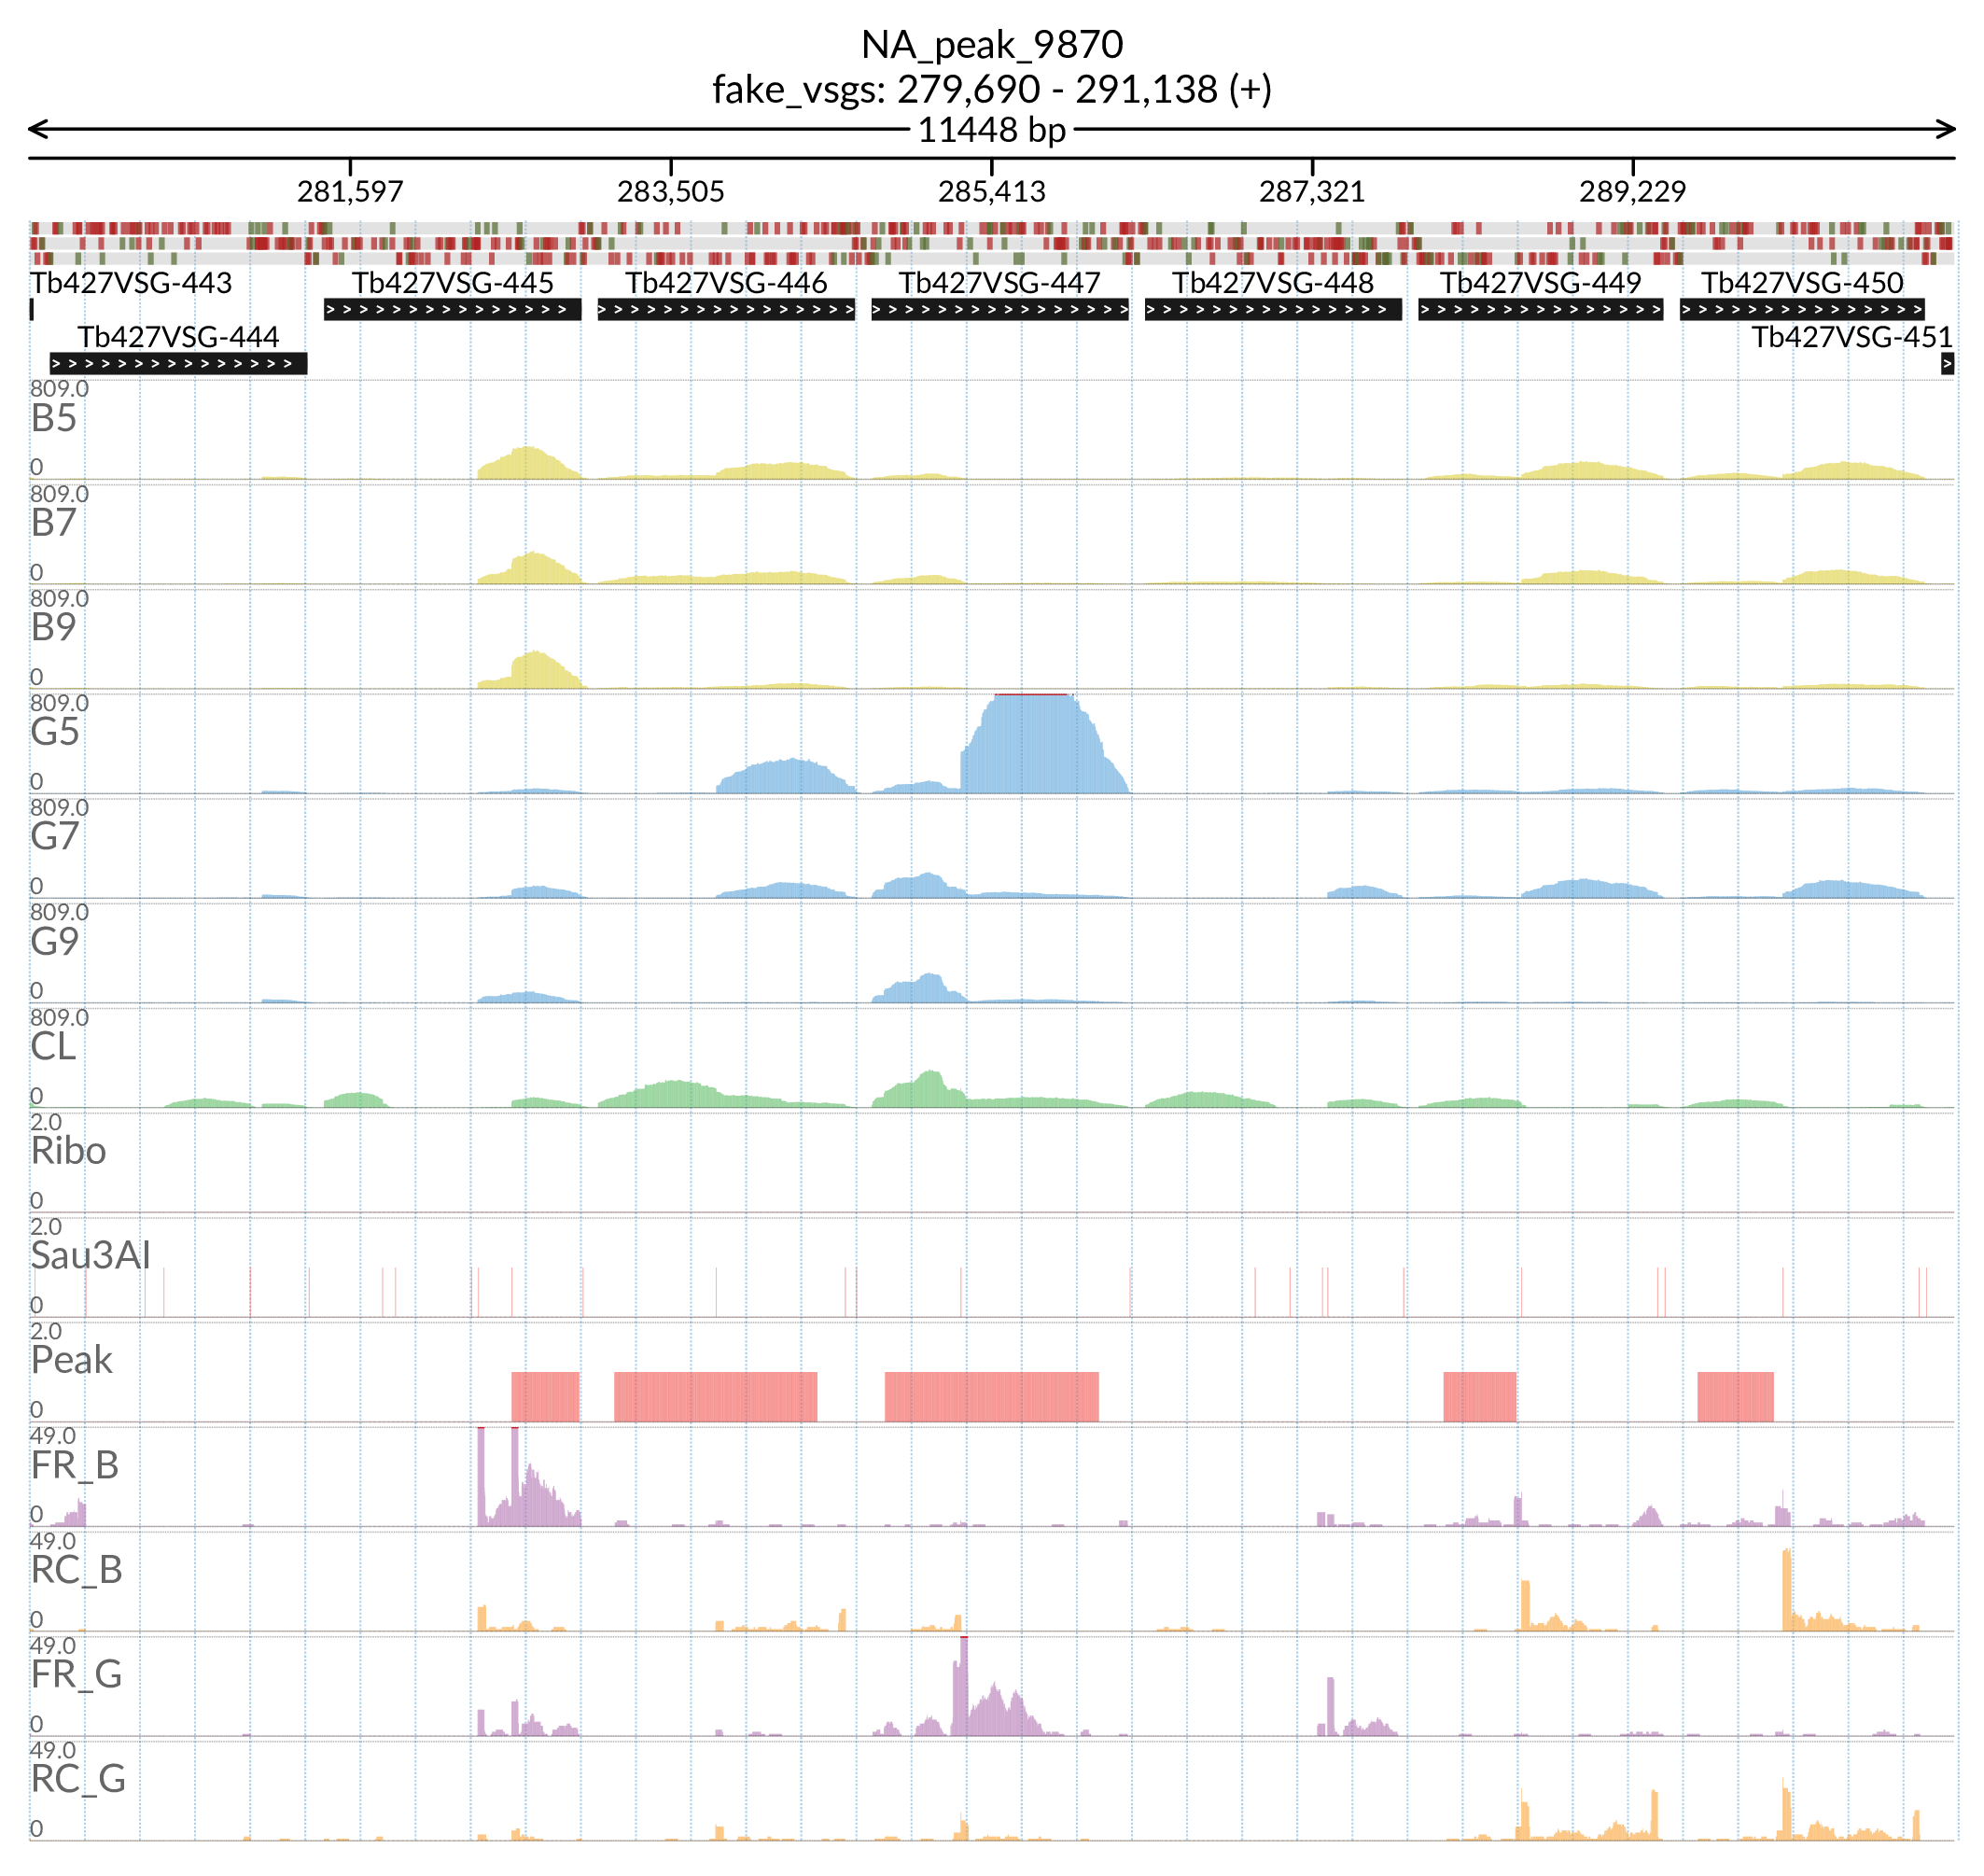 NA_peak_9870
fake_vsgs: 279,690 - 291,138 (+)
11448 bp
281,597 283,505 285,413 287,321 289,229
Tb427VSG-443 Tb427VSG-445 Tb427VSG-446 Tb427VSG-447 Tb427VSG-448 Tb427VSG-449 Tb427VSG-450
Tb427VSG-444 Tb427VSG-451
809.0
B5
0
809.0
B7
0
809.0
B9
0
809.0
G5
0
809.0
G7
0
809.0
G9
0
809.0
CL
0
2.0
Ribo
0
2.0
Sau3AI
0
2.0
Peak
0
49.0
FR_B
0
49.0
RC_B
0
49.0
FR_G
0
49.0
RC_G
0